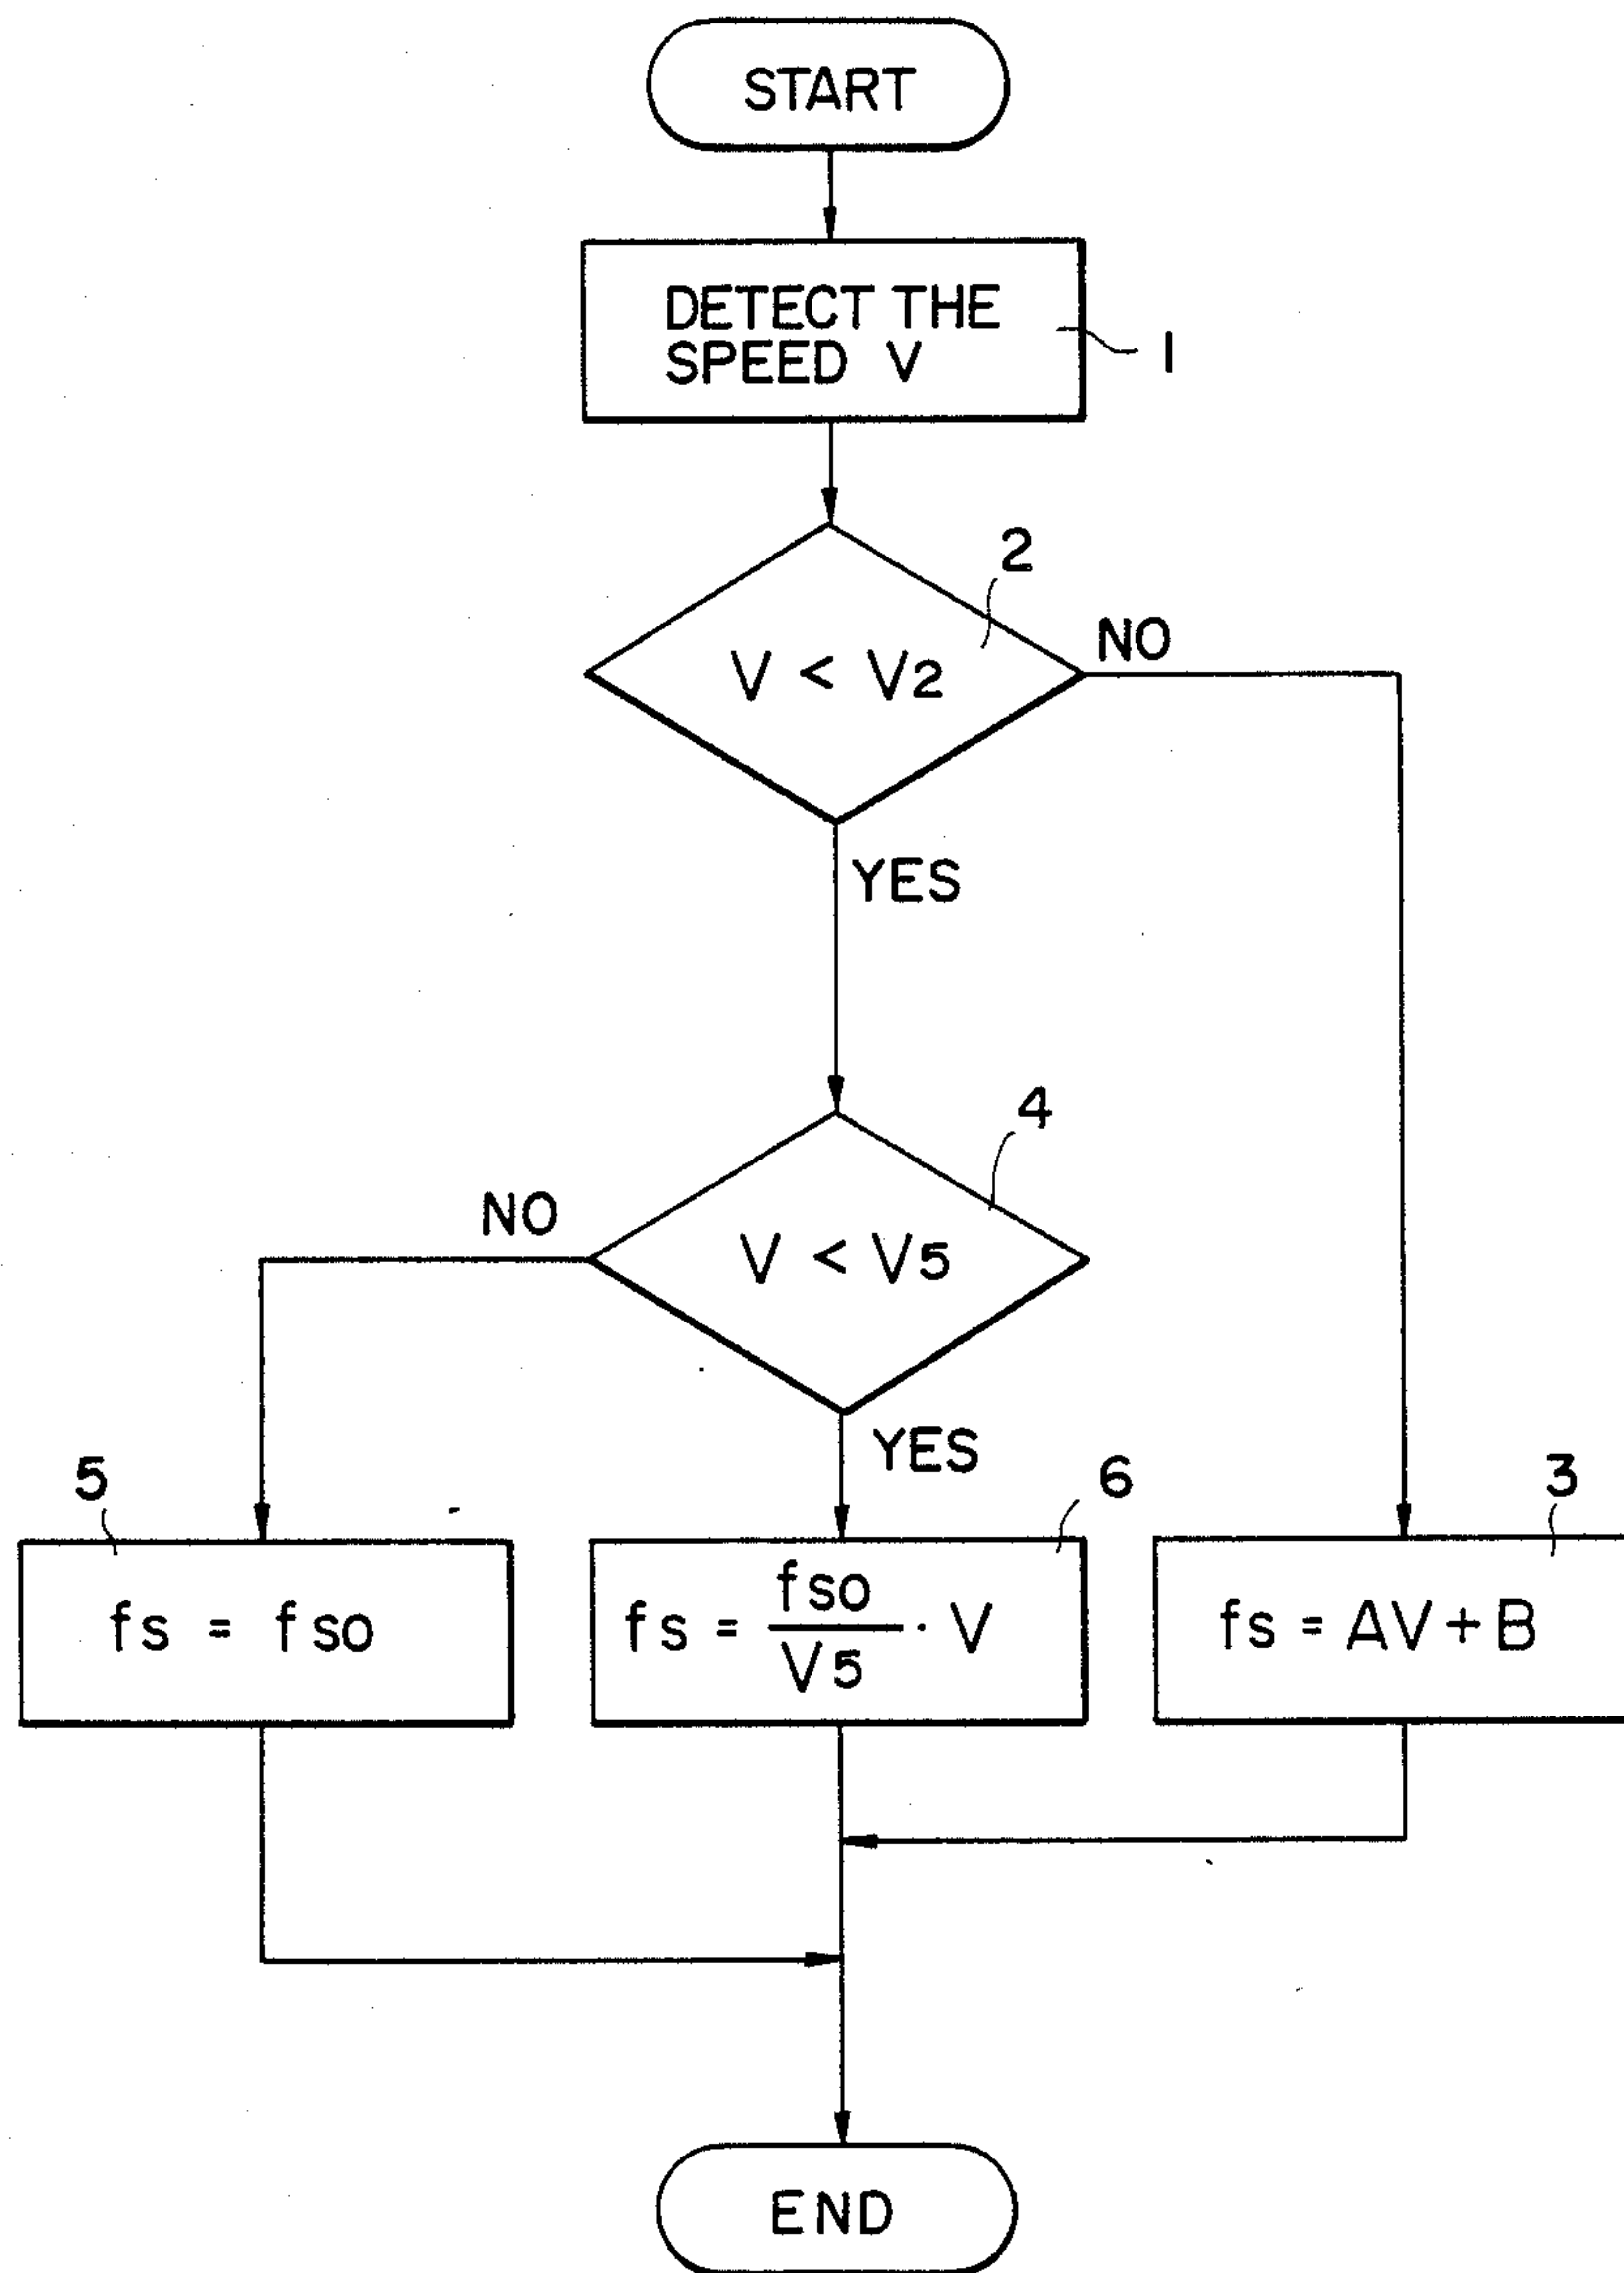 START
DETECT THE
SPEED V
1
2
V < V2
NO
YES
4
NO
V < V5
YES
5
6
3
fs = fso
fs = fso/V5 · V
fs = AV + B
END